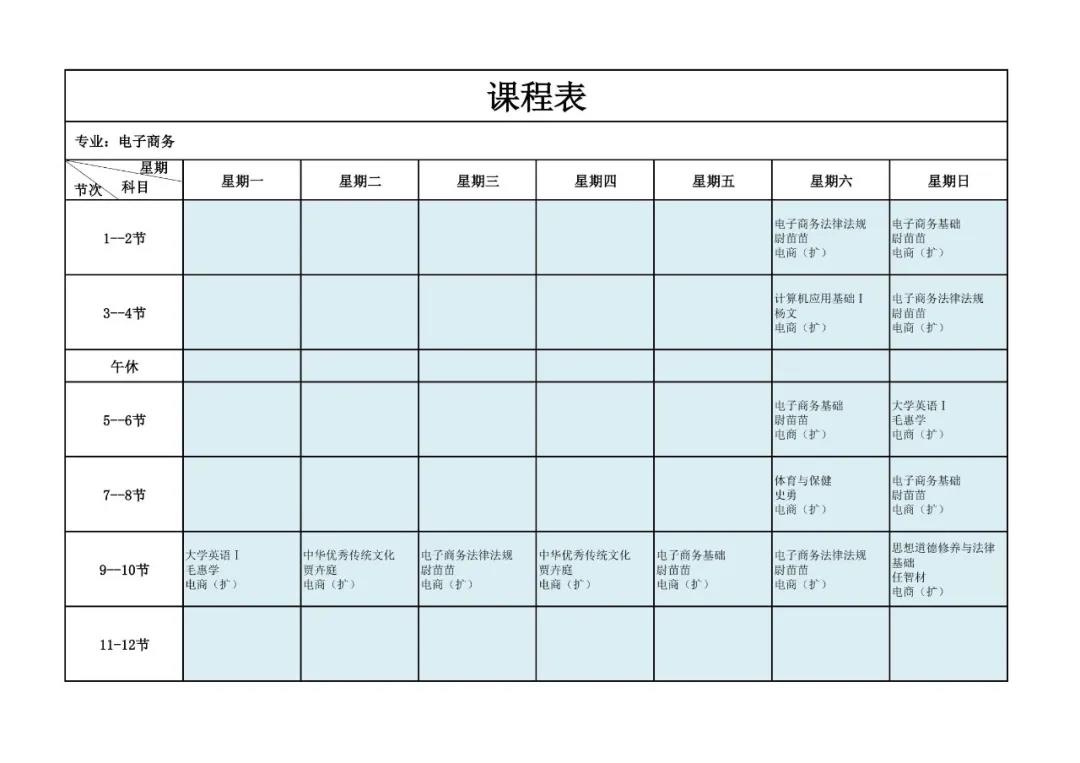 课程表
专业：电子商务
星期
科目
节次
星期一
星期二
星期三
星期四
星期五
星期六
星期日
1--2节
电子商务法律法规
尉苗苗
电商（扩）
电子商务基础
尉苗苗
电商（扩）
3--4节
计算机应用基础Ⅰ
杨文
电商（扩）
电子商务法律法规
尉苗苗
电商（扩）
午休
5--6节
电子商务基础
尉苗苗
电商（扩）
大学英语Ⅰ
毛惠学
电商（扩）
7--8节
体育与保健
史勇
电商（扩）
电子商务基础
尉苗苗
电商（扩）
9--10节
大学英语Ⅰ
毛惠学
电商（扩）
中华优秀传统文化
贾卉庭
电商（扩）
电子商务法律法规
尉苗苗
电商（扩）
中华优秀传统文化
贾卉庭
电商（扩）
电子商务基础
尉苗苗
电商（扩）
电子商务法律法规
尉苗苗
电商（扩）
思想道德修养与法律
基础
任智材
电商（扩）
11-12节